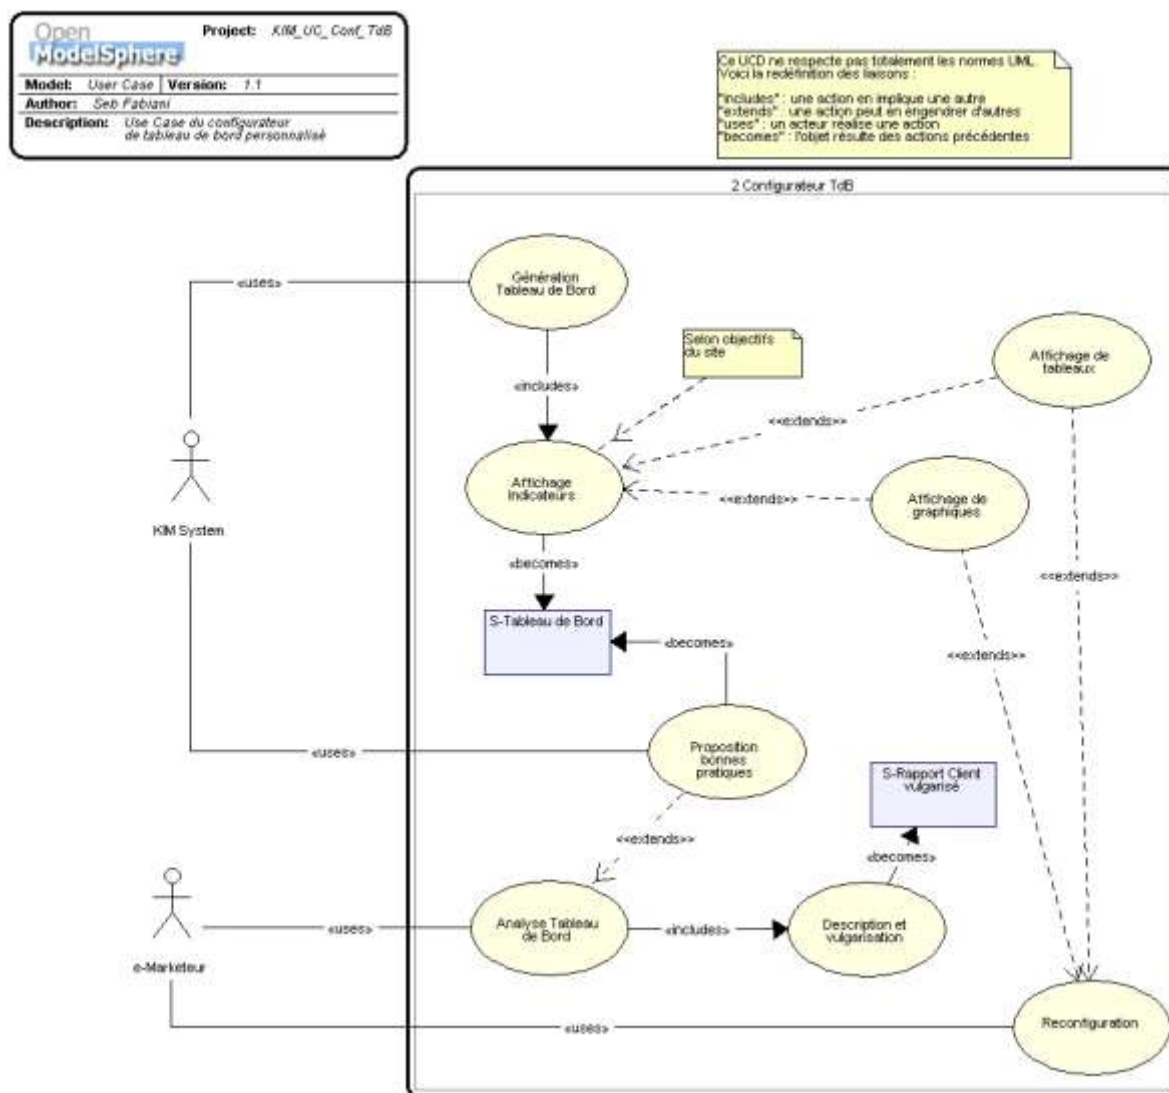 Open
ModelSphere
Project: KIM_UC_Conf_TdB
Model: User Case Version: 1.1
Author: Seb Fabiani
Description: Use Case du configurateur
de tableau de bord personnalisé
Ce UCD ne respecte pas totalement les normes UML.
Voici la redéfinition des liaisons :
"includes" : une action en implique une autre
"extends" : une action peut en engendrer d'autres
"uses" : un acteur réalise une action
"becomes" : l'objet résulte des actions précédentes
2 Configurateur TdB
Génération
Tableau de Bord
«uses»
Selon objectifs
du site
Affichage de
tableaux
«includes»
<<extends>>
Affichage
Indicateurs
<<extends>>
Affichage de
graphiques
KIM System
«becomes»
<<extends>>
S-Tableau de Bord
«becomes»
<<extends>>
«uses»
Proposition
bonnes
pratiques
S-Rapport Client
vulgarisé
<<extends>>
«becomes»
«uses»
Analyse Tableau
de Bord
«includes»
Description et
vulgarisation
e-Marketeur
«uses»
Reconfiguration